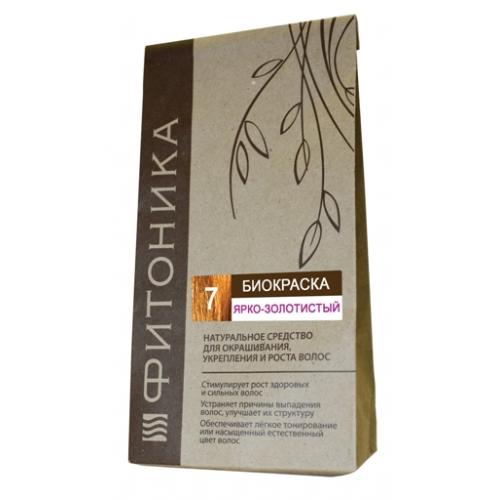 ФИТОНИКА
7
БИОКРАСКА
ЯРКО-ЗОЛОТИСТЫЙ
НАТУРАЛЬНОЕ СРЕДСТВО
ДЛЯ ОКРАШИВАНИЯ,
УКРЕПЛЕНИЯ И РОСТА ВОЛОС
Стимулирует рост здоровых
и сильных волос
Устраняет причины выпадения
волос, улучшает их структуру
Обеспечивает лёгкое тонирование
или насыщенный естественный
цвет волос